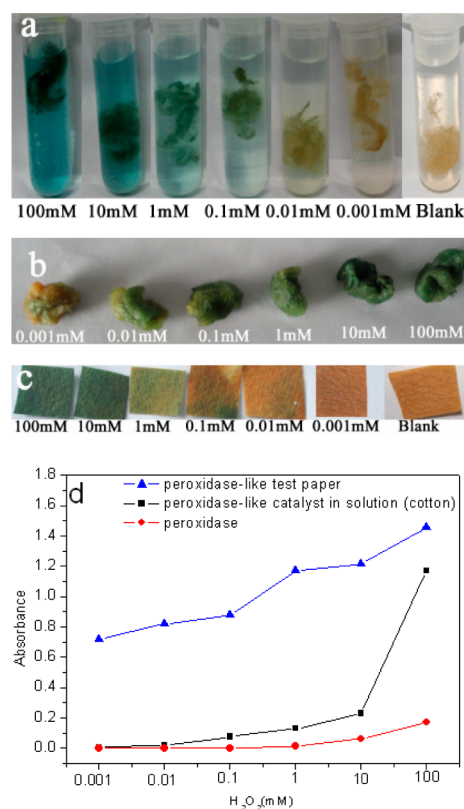 a
100mM 10mM 1mM 0.1mM 0.01mM 0.001mM Blank
b
0.001mM 0.01mM 0.1mM 1mM 10mM 100mM
c
100mM 10mM 1mM 0.1mM 0.01mM 0.001mM Blank
d
peroxidase-like test paper
peroxidase-like catalyst in solution (cotton)
peroxidase
1.8
1.6
1.4
1.2
1.0
0.8
0.6
0.4
0.2
0.0
Absorbance
0.001 0.01 0.1 1 10 100
H2O2(mM)